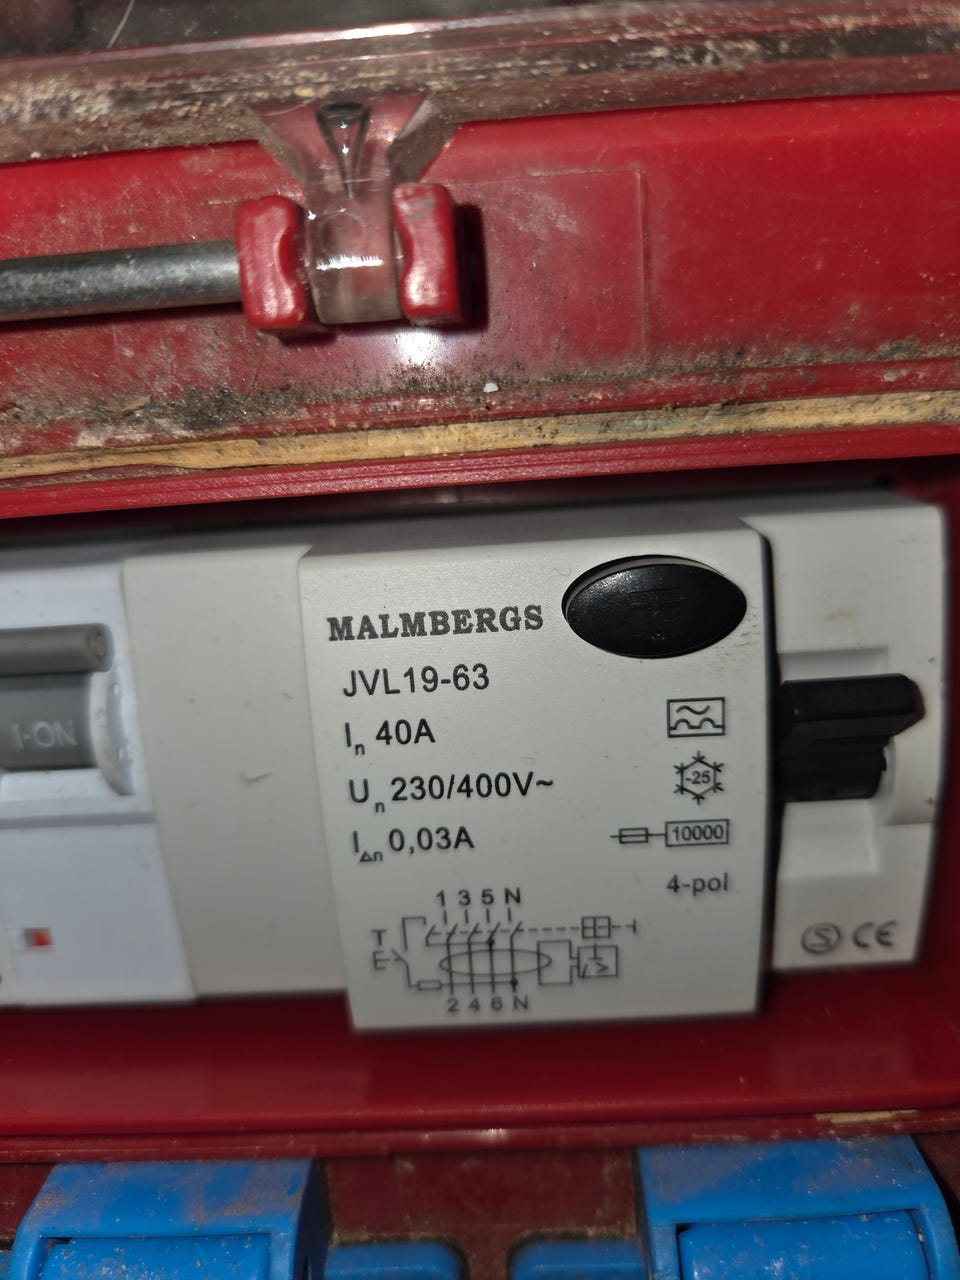 MALMBERGS
JVL19-63
In 40A
I-ON
Un 230/400V~
-25
IΔn 0,03A
10000
4-pol
1 3 5 N
T
E
2 4 6 N
S CE